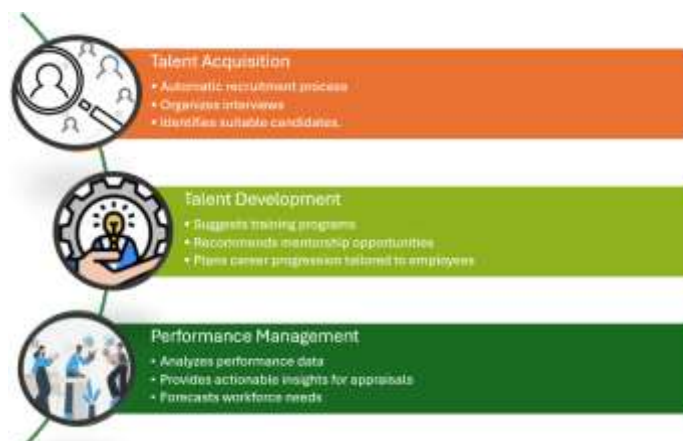 Talent Acquisition
• Automatic recruitment process
• Organizes interviews
• Identifies suitable candidates.
Talent Development
• Suggests training programs
• Recommends mentorship opportunities
• Plans career progression tailored to employees
Performance Management
• Analyzes performance data
• Provides actionable insights for appraisals
• Forecasts workforce needs